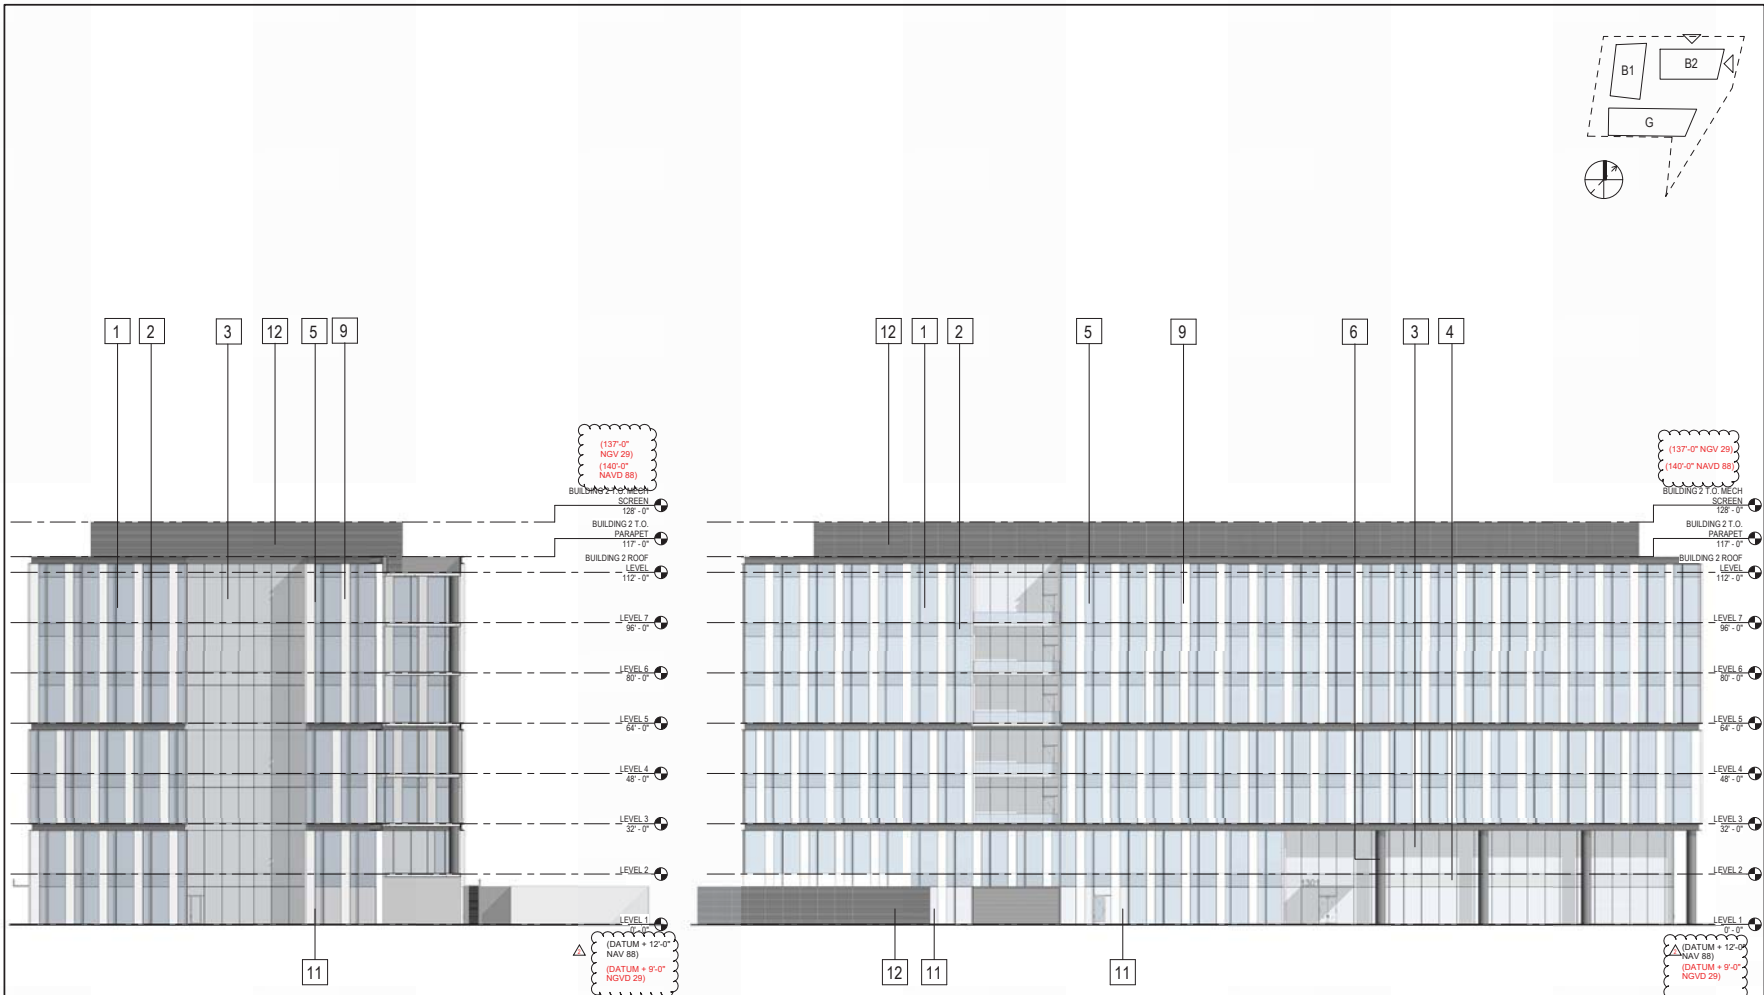 B1
B2
G
1
2
3
12
5
9
12
1
2
5
9
6
3
4
(137'-0"
NGV 29)
(140'-0"
NAVD 88)
BUILDING 2 T.O. MECH
SCREEN
128' - 0"
BUILDING 2 T.O.
PARAPET
117' - 0"
BUILDING 2 ROOF
LEVEL
112' - 0"
LEVEL 7
96' - 0"
LEVEL 6
80' - 0"
LEVEL 5
64' - 0"
LEVEL 4
48' - 0"
LEVEL 3
32' - 0"
LEVEL 2
LEVEL 1
0' - 0"
(DATUM + 12'-0"
NAV 88)
(DATUM + 9'-0"
NGVD 29)
11
(137'-0" NGV 29)
(140'-0" NAVD 88)
BUILDING 2 T.O. MECH
SCREEN
128' - 0"
BUILDING 2 T.O.
PARAPET
117' - 0"
BUILDING 2 ROOF
LEVEL
112' - 0"
LEVEL 7
96' - 0"
LEVEL 6
80' - 0"
LEVEL 5
64' - 0"
LEVEL 4
48' - 0"
LEVEL 3
32' - 0"
LEVEL 2
LEVEL 1
0' - 0"
1301
(DATUM + 12'-0"
NAV 88)
(DATUM + 9'-0"
NGVD 29)
12
11
11